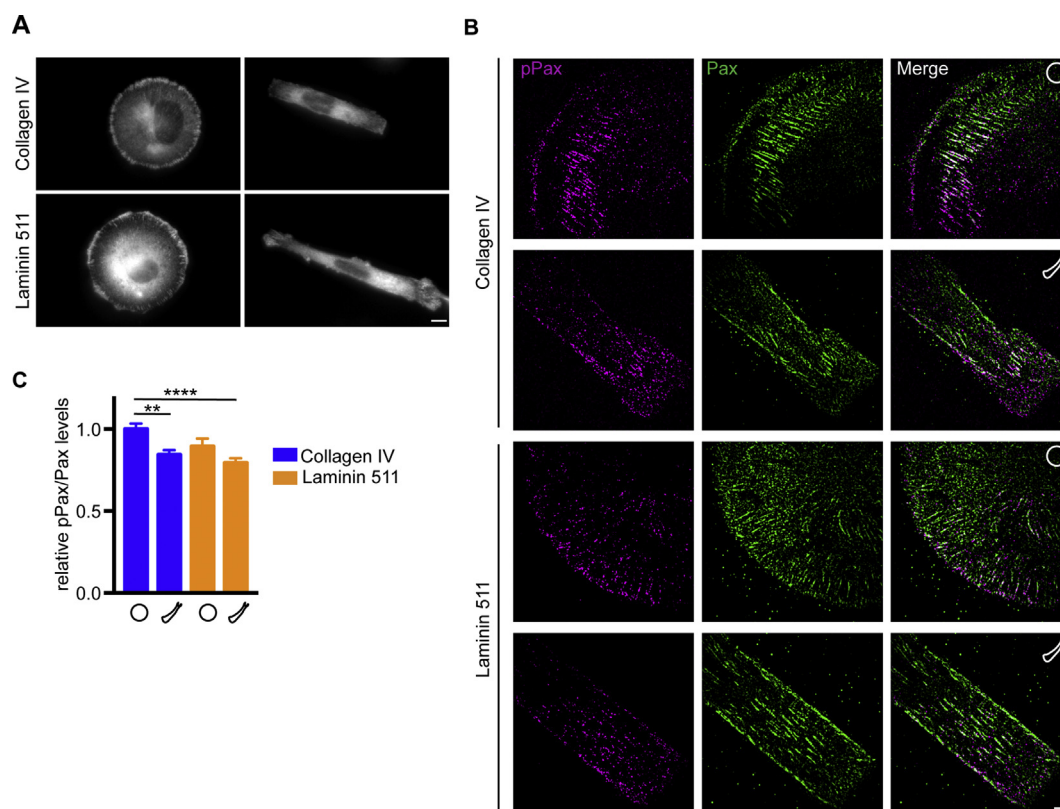 A
Collagen IV
Laminin 511
B
pPax
Pax
Merge
Collagen IV
Laminin 511
C
relative pPax/Pax levels
****
**
1.0
0.5
0.0
Collagen IV
Laminin 511